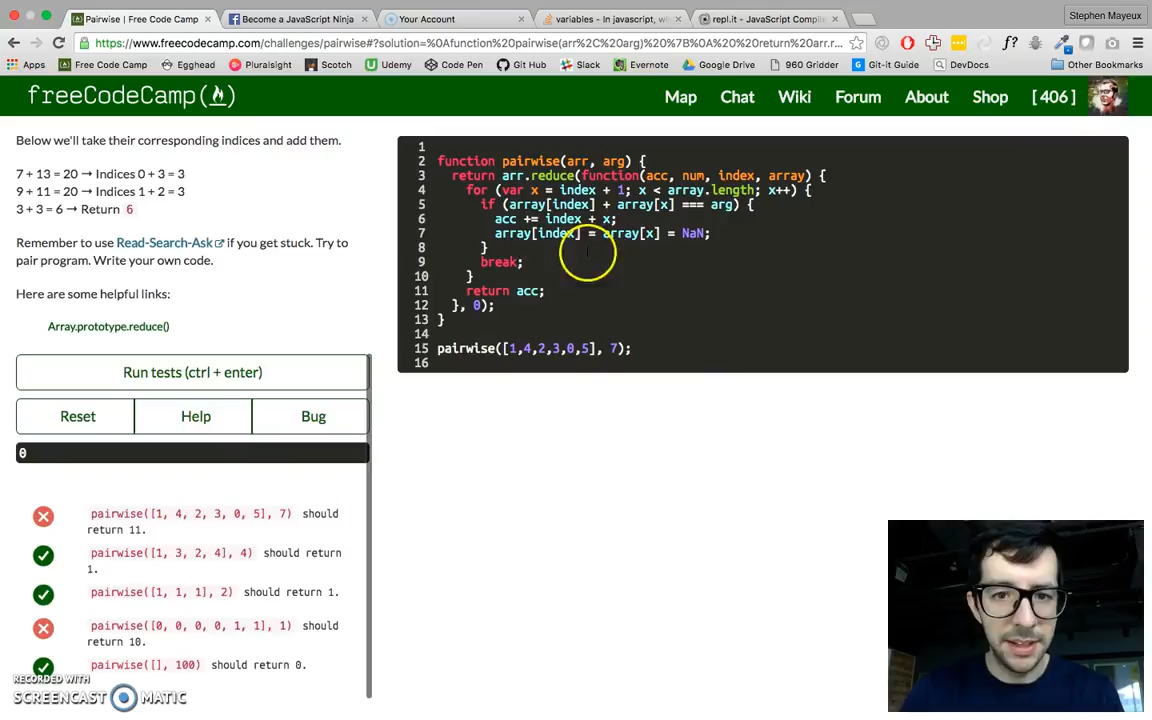 Pairwise | Free Code Camp
Become a JavaScript Ninja
Your Account
variables - In javascript, wh
repl.it - JavaScript Compile
Stephen Mayeux
https://www.freecodecamp.com/challenges/pairwise#?solution=%0Afunction%20pairwise(arr%2C%20arg)%20%7B%0A%20%20return%20arr.r...
Apps
Free Code Camp
Egghead
Pluralsight
Scotch
Udemy
Code Pen
Git Hub
Slack
Evernote
Google Drive
960 Gridder
Git-it Guide
DevDocs
Other Bookmarks
freeCodeCamp
Map
Chat
Wiki
Forum
About
Shop
[ 406 ]
Below we'll take their corresponding indices and add them.
7 + 13 = 20 → Indices 0 + 3 = 3
9 + 11 = 20 → Indices 1 + 2 = 3
3 + 3 = 6 → Return 6
Remember to use Read-Search-Ask if you get stuck. Try to
pair program. Write your own code.
Here are some helpful links:
Array.prototype.reduce()
Run tests (ctrl + enter)
Reset
Help
Bug
0
pairwise([1, 4, 2, 3, 0, 5], 7) should
return 11.
pairwise([1, 3, 2, 4], 4) should return
1.
pairwise([1, 1, 1], 2) should return 1.
pairwise([0, 0, 0, 0, 1, 1], 1) should
return 10.
pairwise([], 100) should return 0.
RECORDED WITH
SCREENCAST MATIC
1
2 function pairwise(arr, arg) {
3 return arr.reduce(function(acc, num, index, array) {
4 for (var x = index + 1; x < array.length; x++) {
5 if (array[index] + array[x] === arg) {
6 acc += index + x;
7 array[index] = array[x] = NaN;
8 }
9 break;
10 }
11 return acc;
12 }, 0);
13 }
14
15 pairwise([1,4,2,3,0,5], 7);
16